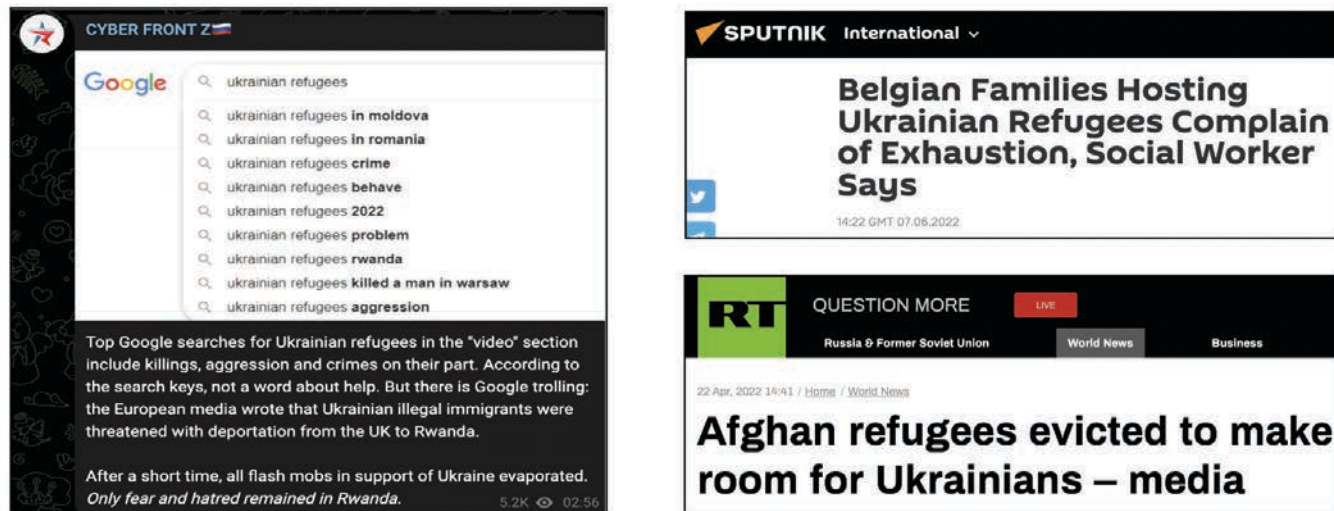 CYBER FRONT Z
Google
ukrainian refugees
ukrainian refugees in moldova
ukrainian refugees in romania
ukrainian refugees crime
ukrainian refugees behave
ukrainian refugees 2022
ukrainian refugees problem
ukrainian refugees rwanda
ukrainian refugees killed a man in warsaw
ukrainian refugees aggression
Top Google searches for Ukrainian refugees in the "video" section
include killings, aggression and crimes on their part. According to
the search keys, not a word about help. But there is Google trolling:
the European media wrote that Ukrainian illegal immigrants were
threatened with deportation from the UK to Rwanda.
After a short time, all flash mobs in support of Ukraine evaporated.
Only fear and hatred remained in Rwanda.
5.2K 02:56
SPUTNIK International
Belgian Families Hosting
Ukrainian Refugees Complain
of Exhaustion, Social Worker
Says
14:22 GMT 07.06.2022
RT QUESTION MORE LIVE
Russia & Former Soviet Union World News Business
22 Apr, 2022 14:41 / Home / World News
Afghan refugees evicted to make
room for Ukrainians – media